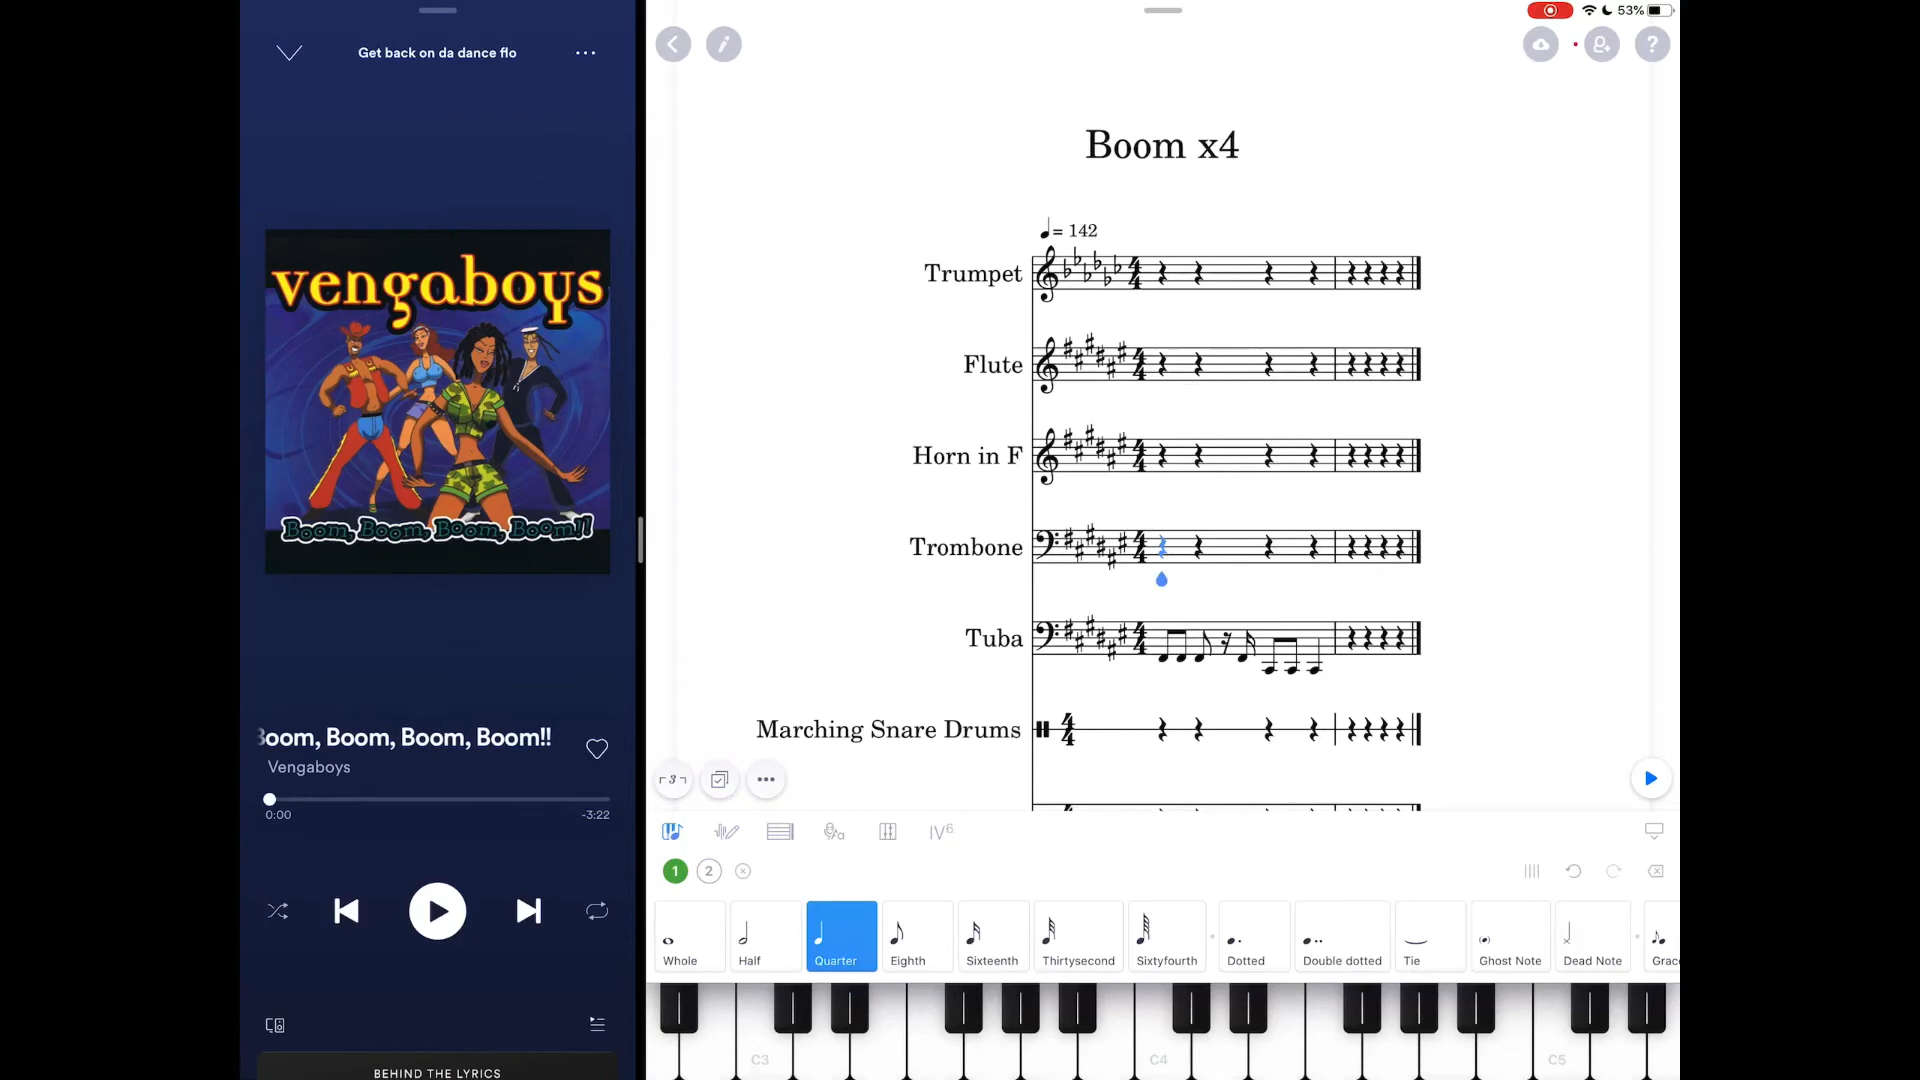 Get back on da dance flo
vengaboys
Boom, Boom, Boom, Boom!!
Boom, Boom, Boom, Boom!!
Vengaboys
0:00
-3:22
BEHIND THE LYRICS
53%
?
Boom x4
= 142
Trumpet
Flute
Horn in F
Trombone
Tuba
Marching Snare Drums
3
IV6
1
2
Whole
Half
Quarter
Eighth
Sixteenth
Thirtysecond
Sixtyfourth
Dotted
Double dotted
Tie
Ghost Note
Dead Note
Grac
C3
C4
C5